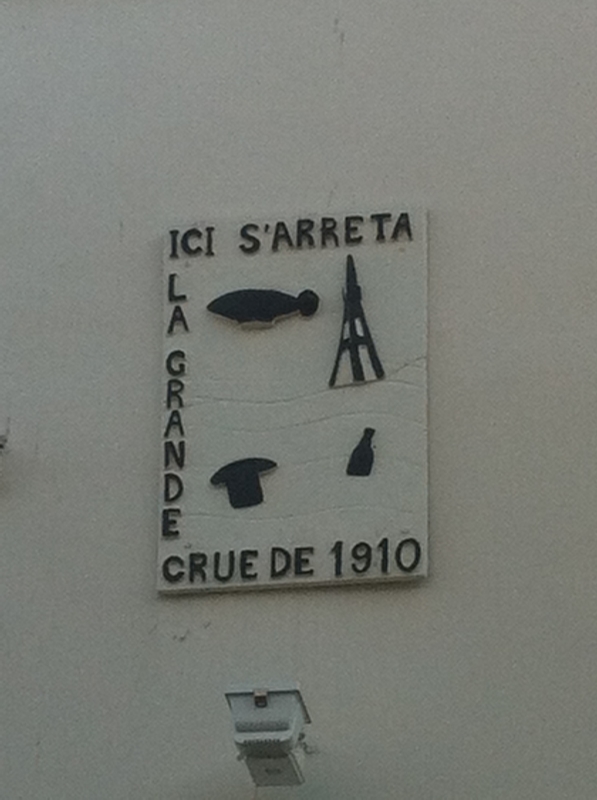 ICI S'ARRETA
LA GRANDE
CRUE DE 1910